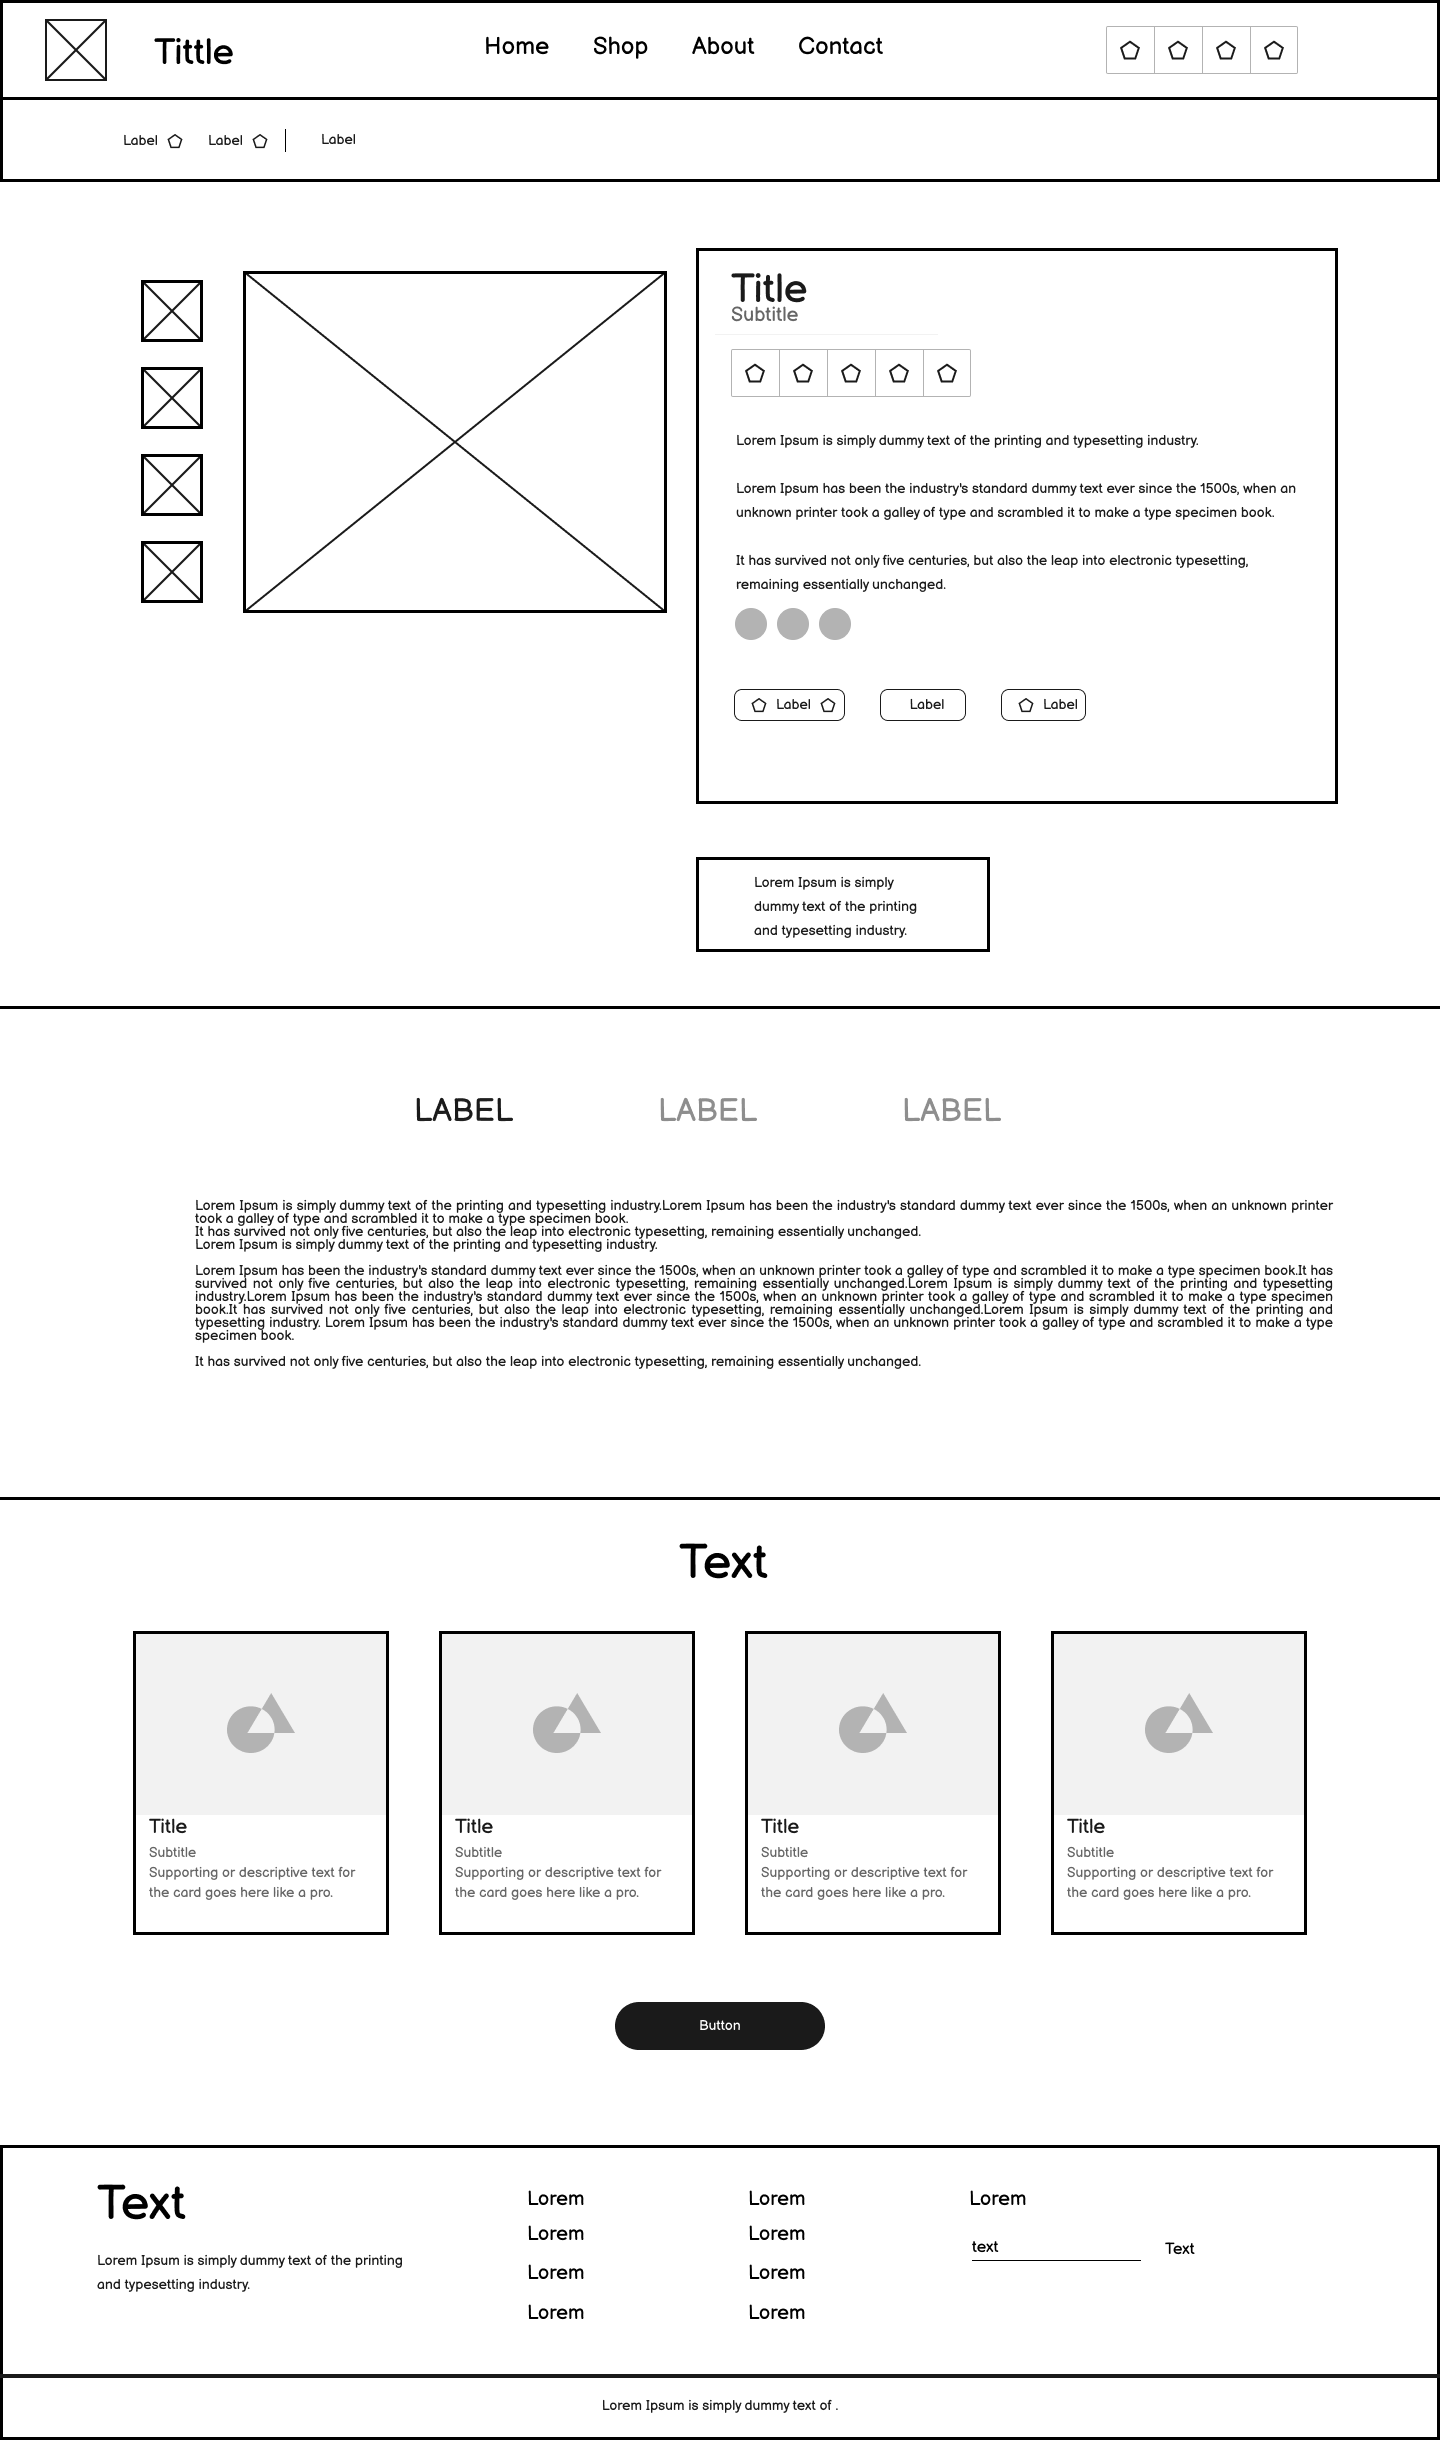 Tittle
Home Shop About Contact
Label Label Label
Title
Subtitle
Lorem Ipsum is simply dummy text of the printing and typesetting industry.
Lorem Ipsum has been the industry's standard dummy text ever since the 1500s, when an
unknown printer took a galley of type and scrambled it to make a type specimen book.
It has survived not only five centuries, but also the leap into electronic typesetting,
remaining essentially unchanged.
Label Label Label
Lorem Ipsum is simply
dummy text of the printing
and typesetting industry.
LABEL LABEL LABEL
Lorem Ipsum is simply dummy text of the printing and typesetting industry.Lorem Ipsum has been the industry's standard dummy text ever since the 1500s, when an unknown printer
took a galley of type and scrambled it to make a type specimen book.
It has survived not only five centuries, but also the leap into electronic typesetting, remaining essentially unchanged.
Lorem Ipsum is simply dummy text of the printing and typesetting industry.
Lorem Ipsum has been the industry's standard dummy text ever since the 1500s, when an unknown printer took a galley of type and scrambled it to make a type specimen book.It has
survived not only five centuries, but also the leap into electronic typesetting, remaining essentially unchanged.Lorem Ipsum is simply dummy text of the printing and typesetting
industry.Lorem Ipsum has been the industry's standard dummy text ever since the 1500s, when an unknown printer took a galley of type and scrambled it to make a type specimen
book.It has survived not only five centuries, but also the leap into electronic typesetting, remaining essentially unchanged.Lorem Ipsum is simply dummy text of the printing and
typesetting industry. Lorem Ipsum has been the industry's standard dummy text ever since the 1500s, when an unknown printer took a galley of type and scrambled it to make a type
specimen book.
It has survived not only five centuries, but also the leap into electronic typesetting, remaining essentially unchanged.
Text
Title
Subtitle
Supporting or descriptive text for
the card goes here like a pro.
Title
Subtitle
Supporting or descriptive text for
the card goes here like a pro.
Title
Subtitle
Supporting or descriptive text for
the card goes here like a pro.
Title
Subtitle
Supporting or descriptive text for
the card goes here like a pro.
Button
Text
Lorem Ipsum is simply dummy text of the printing
and typesetting industry.
Lorem
Lorem
Lorem
Lorem
Lorem
Lorem
Lorem
Lorem
Lorem
text Text
Lorem Ipsum is simply dummy text of .